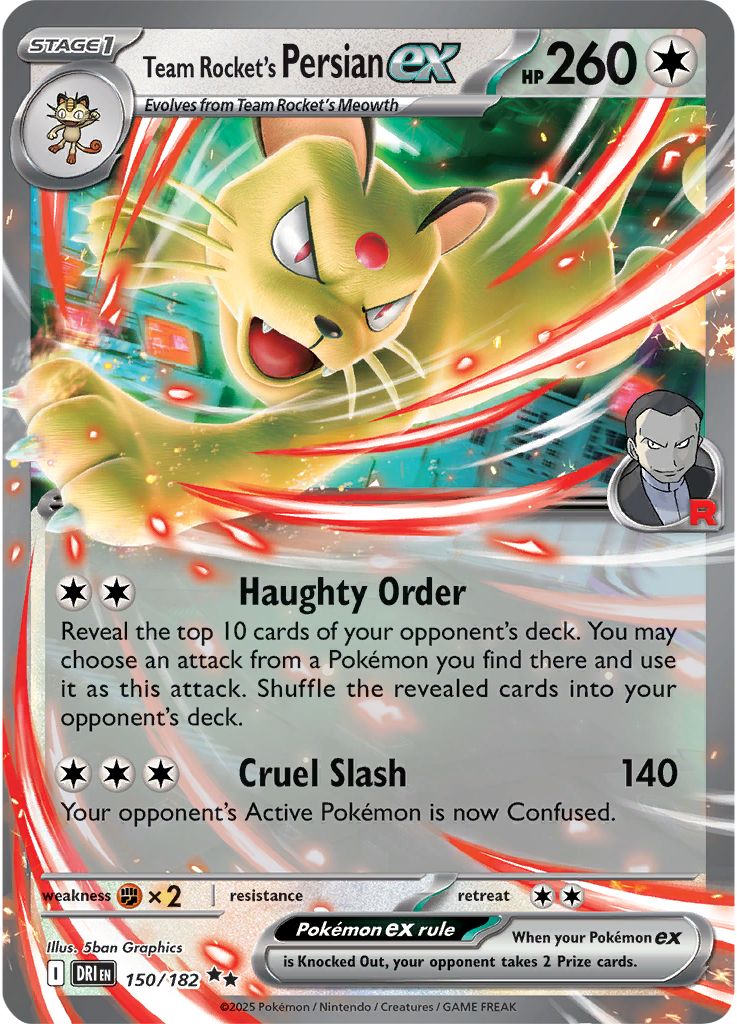 STAGE1
Team Rocket's Persian ex HP 260
Evolves from Team Rocket's Meowth
R
Haughty Order
Reveal the top 10 cards of your opponent's deck. You may
choose an attack from a Pokémon you find there and use
it as this attack. Shuffle the revealed cards into your
opponent's deck.
Cruel Slash 140
Your opponent's Active Pokémon is now Confused.
weakness ×2 resistance retreat
Illus. 5ban Graphics
Pokémon ex rule When your Pokémon ex
is Knocked Out, your opponent takes 2 Prize cards.
I DRI EN 150/182 ★★
©2025 Pokémon / Nintendo / Creatures / GAME FREAK